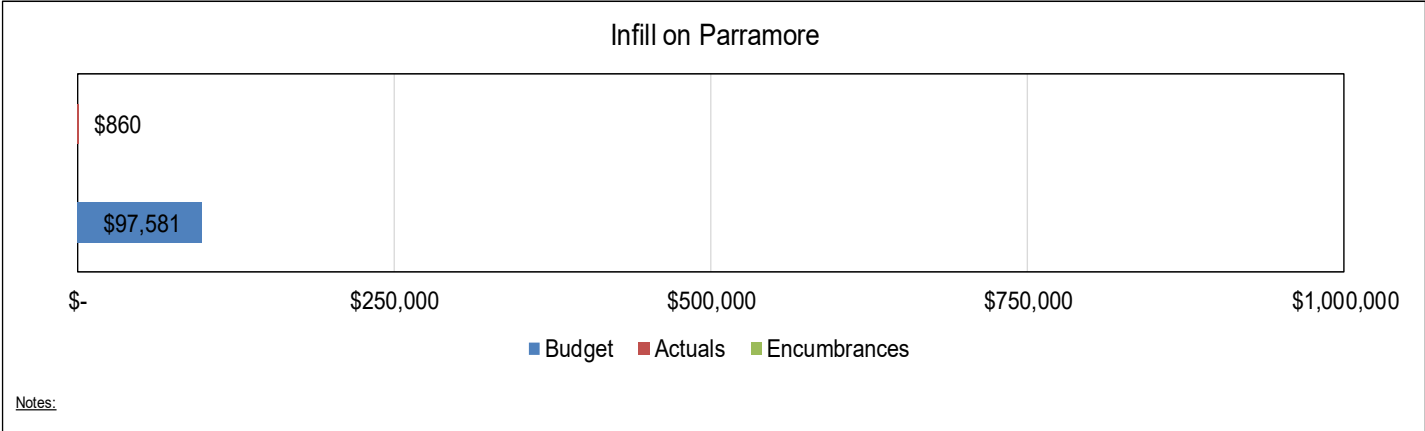 Infill on Parramore
$860
$97,581
$- $250,000 $500,000 $750,000 $1,000,000
Budget Actuals Encumbrances
Notes: